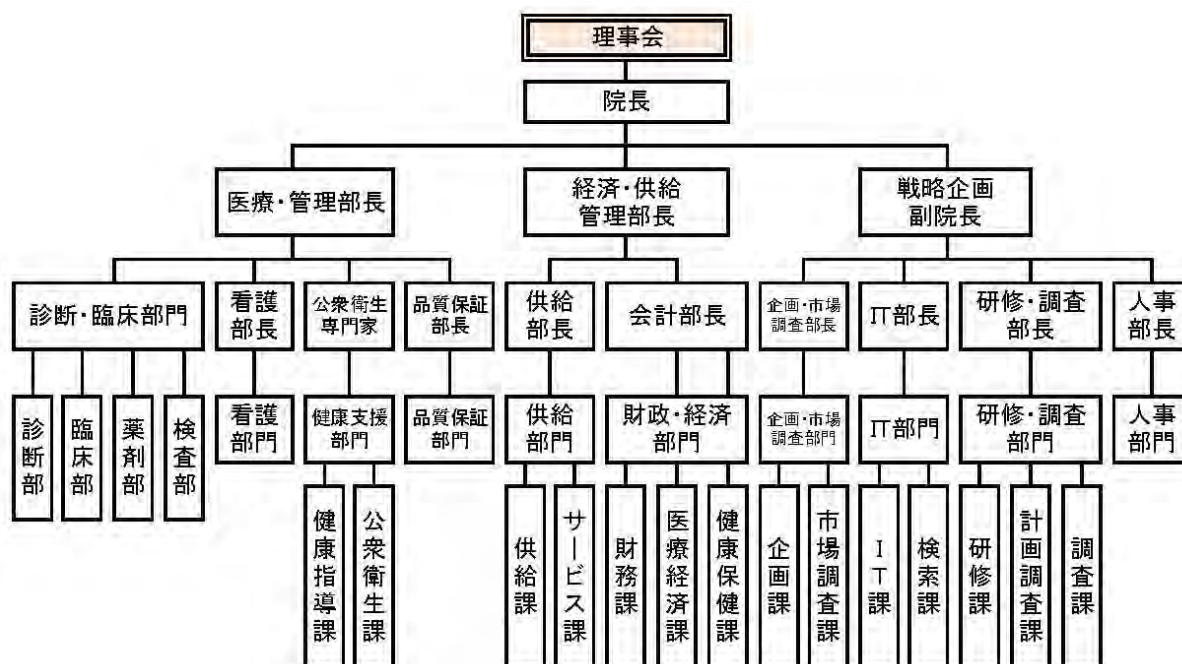 理事会
院長
医療・管理部長
経済・供給
管理部長
戦略企画
副院長
診断・臨床部門
看護
部長
公衆衛生
専門家
品質保証
部長
供給
部長
会計部長
企画・市場
調査部長
IT部長
研修・調査
部長
人事
部長
診断部
臨床部
薬剤部
検査部
看護
部門
健康支援
部門
品質保証
部門
供給
部門
財政・経済
部門
企画・市場
調査部門
IT部門
研修・調査
部門
人事
部門
健康指導課
公衆衛生課
供給課
サービス課
財務課
医療経済課
健康保健課
企画課
市場調査課
IT課
検索課
研修課
計画調査課
調査課